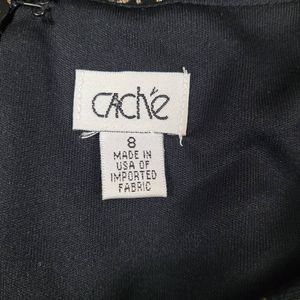 CACHé
8
MADE IN
USA OF
IMPORTED
FABRIC